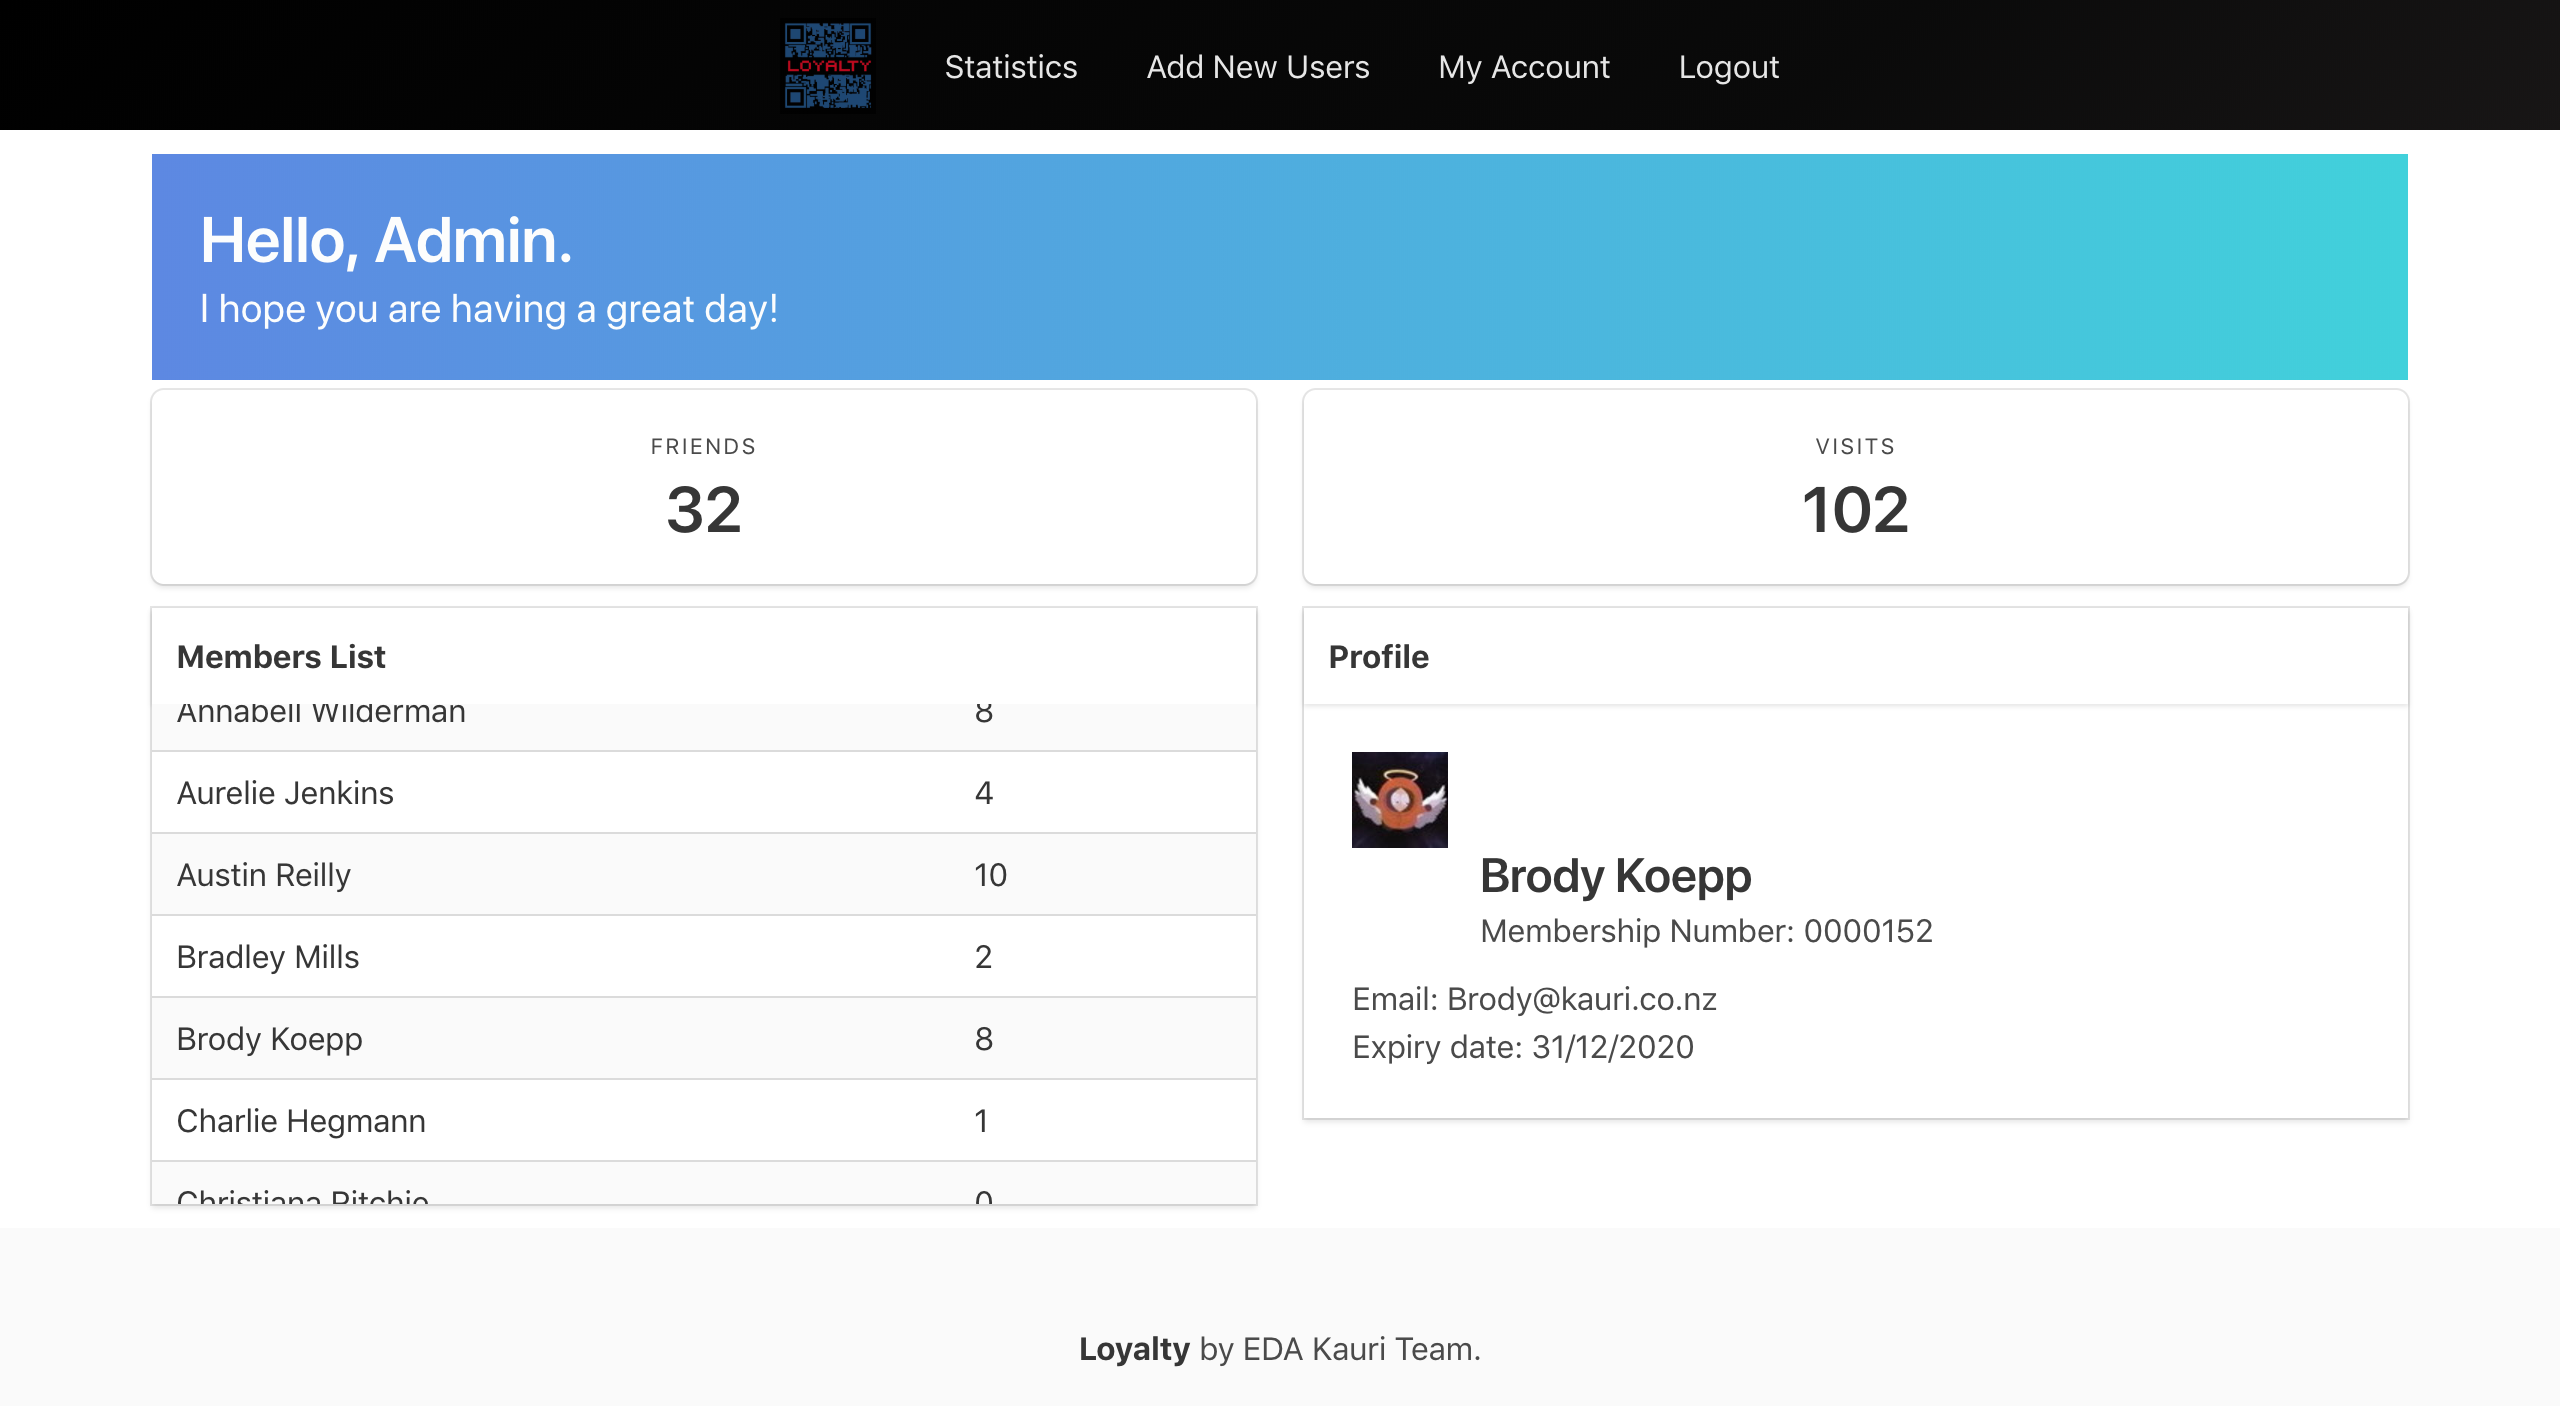 LOYALTY
Statistics
Add New Users
My Account
Logout
Hello, Admin.
I hope you are having a great day!
FRIENDS
32
VISITS
102
Members List
Annabell Wilderman 8
Aurelie Jenkins 4
Austin Reilly 10
Bradley Mills 2
Brody Koepp 8
Charlie Hegmann 1
Christiana Ritchie 0
Profile
Brody Koepp
Membership Number: 0000152
Email: Brody@kauri.co.nz
Expiry date: 31/12/2020
Loyalty by EDA Kauri Team.